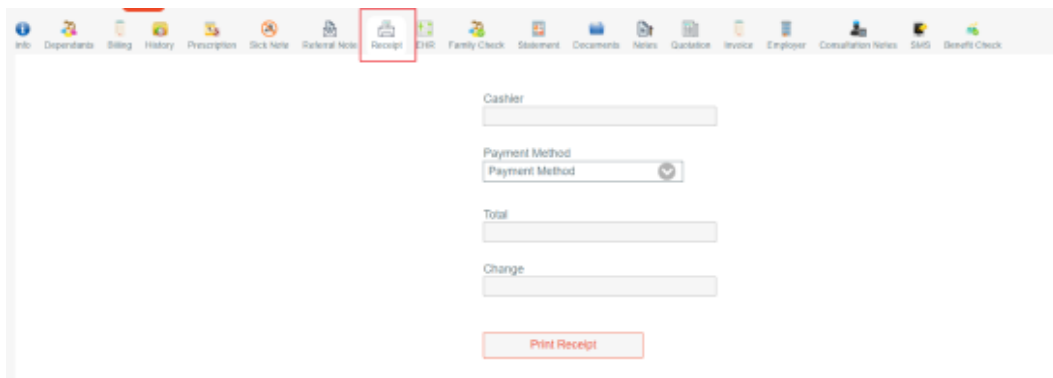 Info Dependants Billing History Prescription Sick Note Referral Note Receipt EHR Family Check Statement Documents Notes Quotation Invoice Employer Consultation Notes SMS Benefit Check
Cashier
Payment Method
Payment Method
Total
Change
Print Receipt